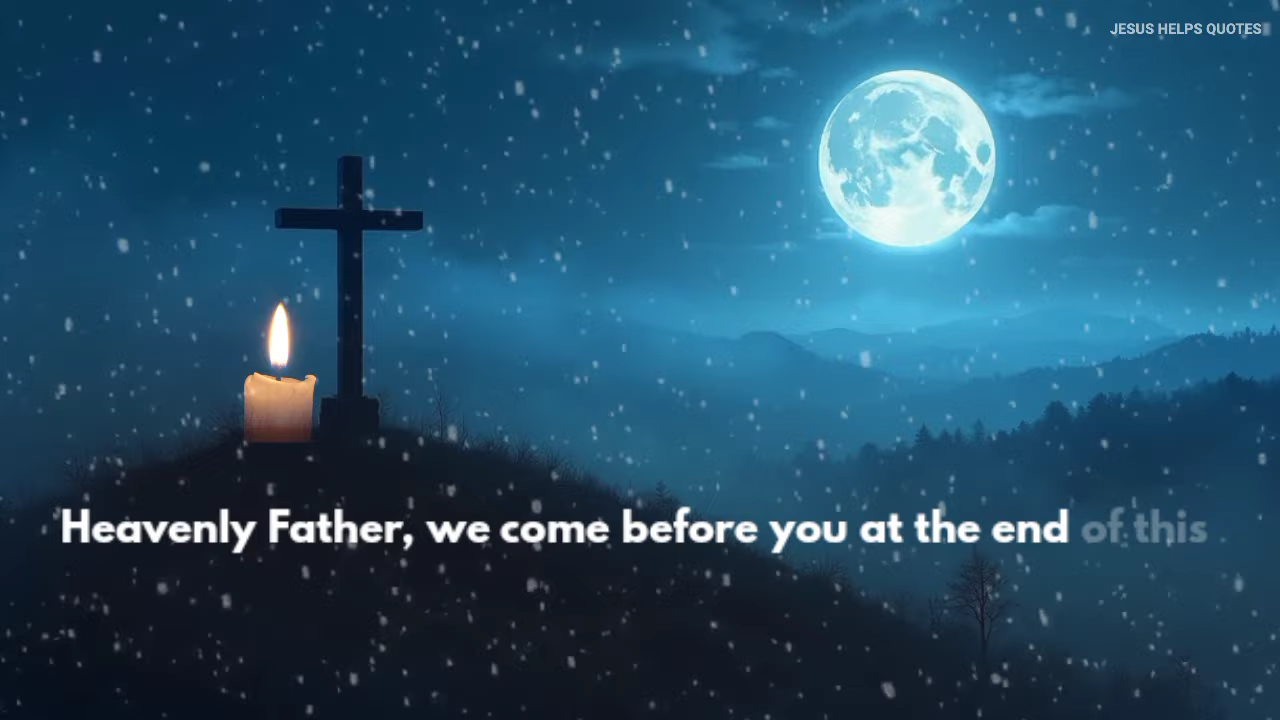 JESUS HELPS QUOTES
Heavenly Father, we come before you at the end of this